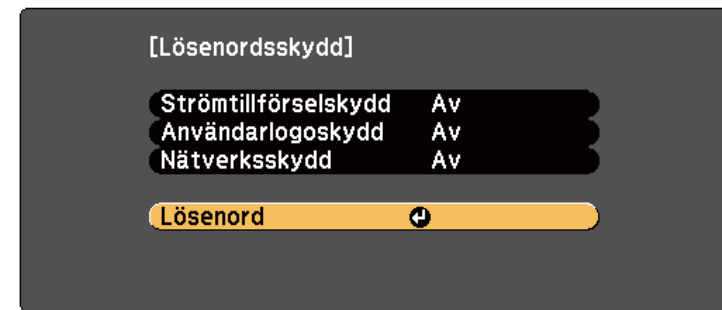 [Lösenordsskydd]
Strömtillförselskydd Av
Användarlogoskydd Av
Nätverksskydd Av
Lösenord